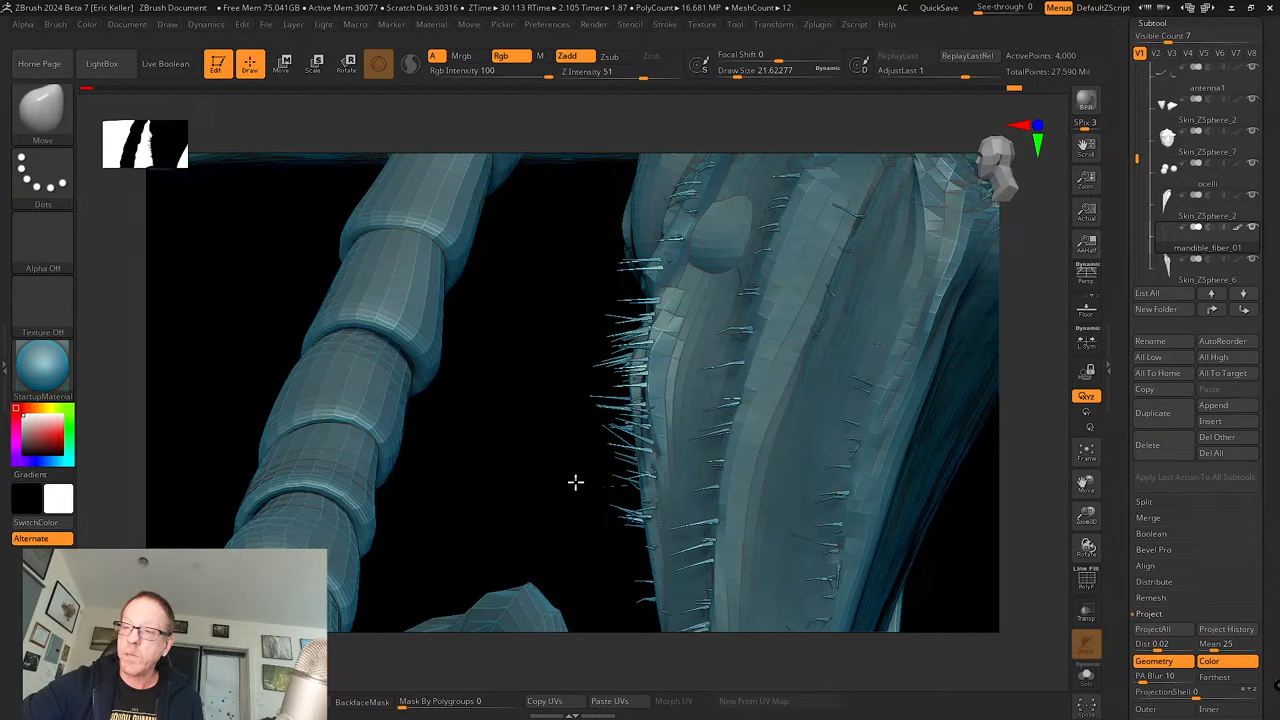 ZBrush 2024 Beta 7 [Eric Keller] ZBrush Document • Free Mem 75.04GB • Active Mem 30077 • Scratch Disk 30316 • ZTime▸30.113 RTime▸2.105 Timer▸1.87 • PolyCount▸16.681 MP • MeshCount▸12 AC QuickSave See-through 0 Menus DefaultZScript
Alpha Brush Color Document Draw Dynamics Edit File Layer Light Macro Marker Material Movie Picker Preferences Render Stencil Stroke Texture Tool Transform Zplugin Zscript Help
Home Page LightBox Live Boolean Edit Draw Move Scale Rotate
A Mrgb Rgb M Zadd Zsub Zcut
Rgb Intensity 100 Z Intensity 51
Focal Shift 0
Draw Size 21.62277 Dynamic
ReplayLast ReplayLastRel
AdjustLast 1
ActivePoints: 4,000
TotalPoints: 27.590 Mil
Move
Dots
Alpha Off
Texture Off
StartupMaterial
Gradient
SwitchColor
Alternate
BackfaceMask Mask By Polygroups 0 Copy UVs Paste UVs Morph UV New From UV Map
BPR
SPix 3
Scroll
Zoom
Actual
AAHalf
Dynamic
Persp
Floor
Dynamic
L.Sym
XYZ
Frame
Move
Zoom3D
Rotate
Line Fill
PolyF
Transp
Ghost
Dynamic
Solo
Xpose
Subtool
Visible Count 7
V1 V2 V3 V4 V5 V6 V7 V8
antenna1
Skin_ZSphere_2
Skin_ZSphere_7
ocelli
Skin_ZSphere_2
mandible_fiber_01
Skin_ZSphere_6
List All
New Folder
Rename AutoReorder
All Low All High
All To Home All To Target
Copy Paste
Duplicate Append
Insert
Delete Del Other
Del All
Apply Last Action To All Subtools
Split
Merge
Boolean
Bevel Pro
Align
Distribute
Remesh
Project
ProjectAll Project History
Dist 0.02 Mean 25
Geometry Color
PA Blur 10 Farthest
ProjectionShell 0
Outer Inner